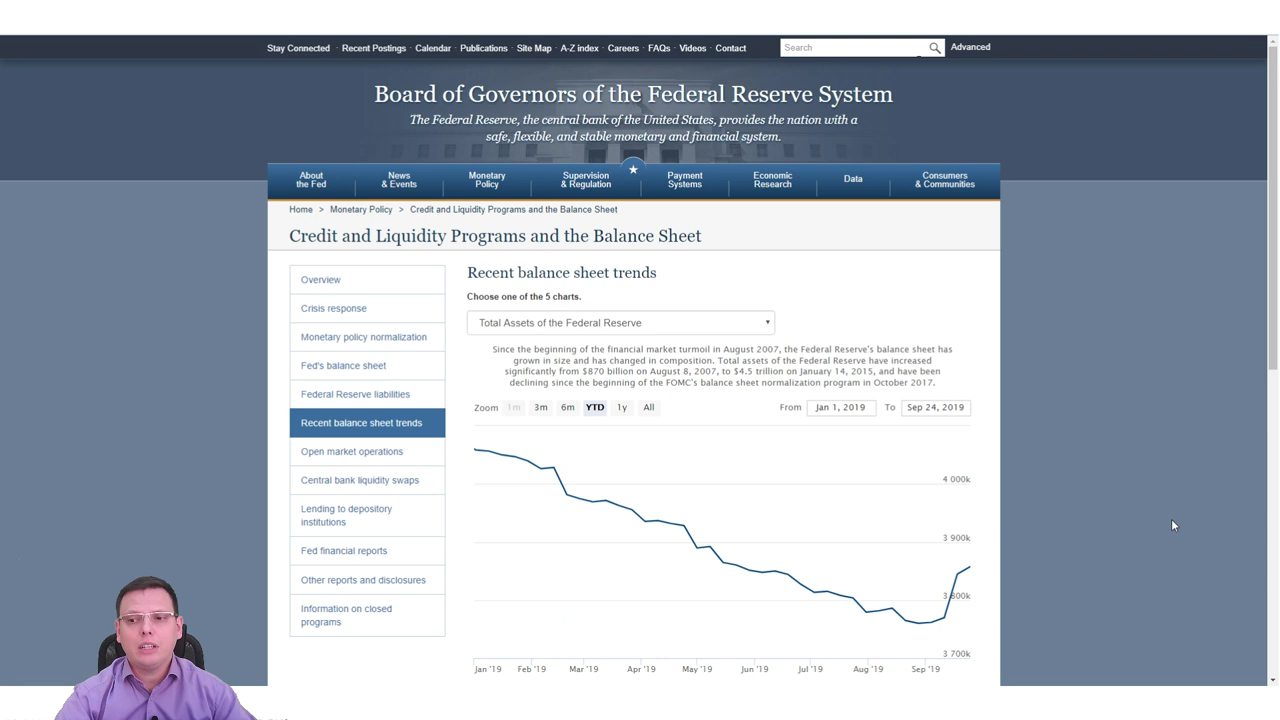 Stay Connected Recent Postings Calendar Publications Site Map A-Z index Careers FAQs Videos Contact Search Advanced
Board of Governors of the Federal Reserve System
The Federal Reserve, the central bank of the United States, provides the nation with a
safe, flexible, and stable monetary and financial system.
About
the Fed
News
& Events
Monetary
Policy
Supervision
& Regulation
Payment
Systems
Economic
Research
Data
Consumers
& Communities
Home > Monetary Policy > Credit and Liquidity Programs and the Balance Sheet
Credit and Liquidity Programs and the Balance Sheet
Overview
Crisis response
Monetary policy normalization
Fed's balance sheet
Federal Reserve liabilities
Recent balance sheet trends
Open market operations
Central bank liquidity swaps
Lending to depository
institutions
Fed financial reports
Other reports and disclosures
Information on closed
programs
Recent balance sheet trends
Choose one of the 5 charts.
Total Assets of the Federal Reserve
Since the beginning of the financial market turmoil in August 2007, the Federal Reserve's balance sheet has
grown in size and has changed in composition. Total assets of the Federal Reserve have increased
significantly from $870 billion on August 8, 2007, to $4.5 trillion on January 14, 2015, and have been
declining since the beginning of the FOMC's balance sheet normalization program in October 2017.
Zoom 1m 3m 6m YTD 1y All From Jan 1, 2019 To Sep 24, 2019
4 000k
3 900k
3 800k
3 700k
Jan '19 Feb '19 Mar '19 Apr '19 May '19 Jun '19 Jul '19 Aug '19 Sep '19